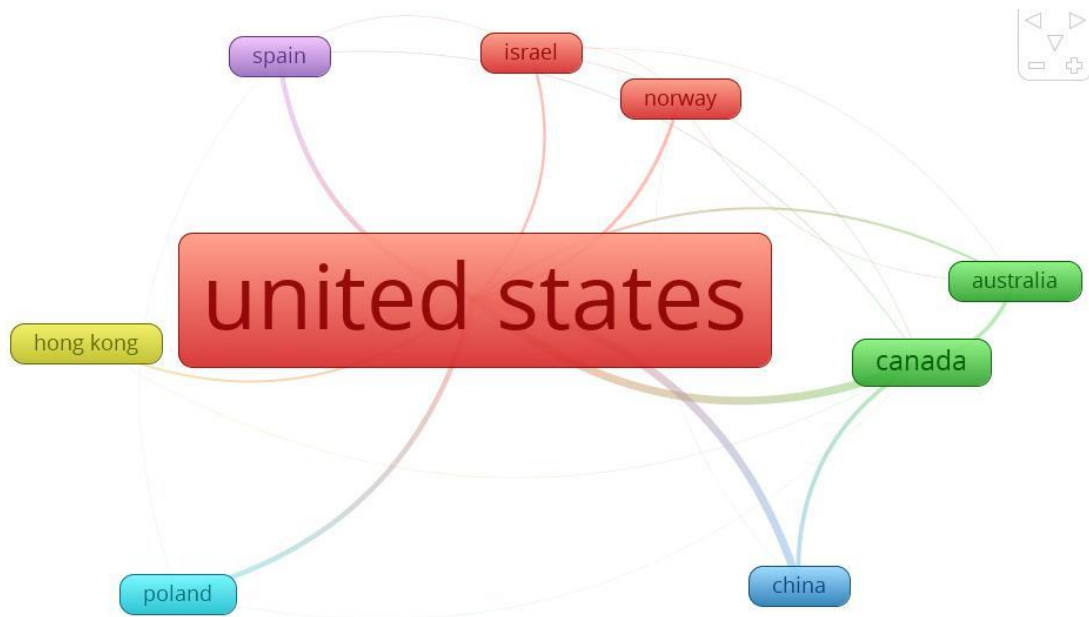 spain
israel
norway
united states
australia
hong kong
canada
poland
china